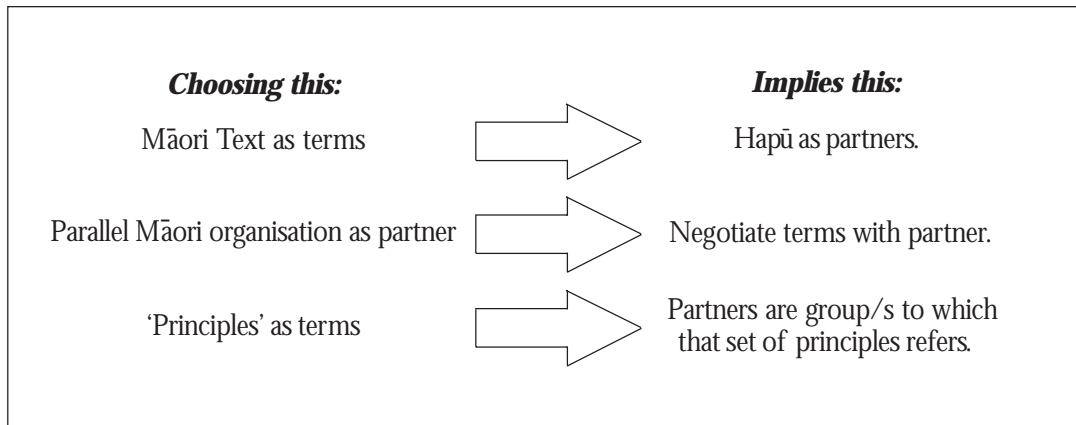 Choosing this:
Implies this:
Māori Text as terms
Hapū as partners.
Parallel Māori organisation as partner
Negotiate terms with partner.
‘Principles’ as terms
Partners are group/s to which
that set of principles refers.